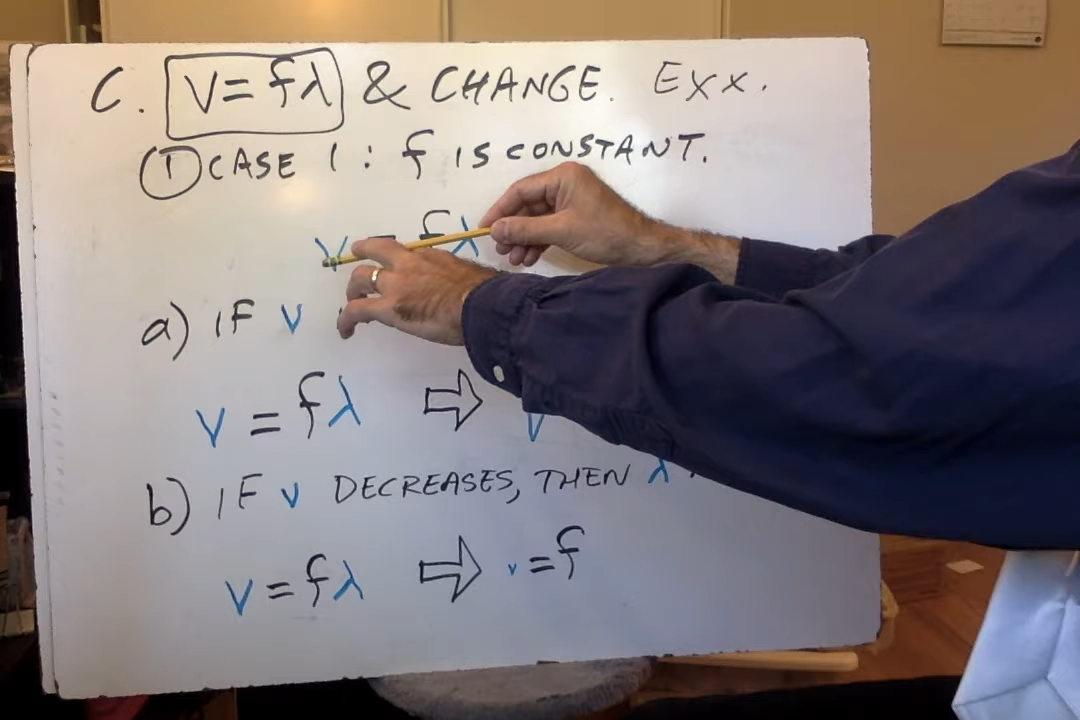 C. V = fλ & CHANGE. EXX.
① CASE 1: f IS CONSTANT.
V = fλ
a) IF V
V = fλ ⇨ V
b) IF V DECREASES, THEN λ
V = fλ ⇨ v = f